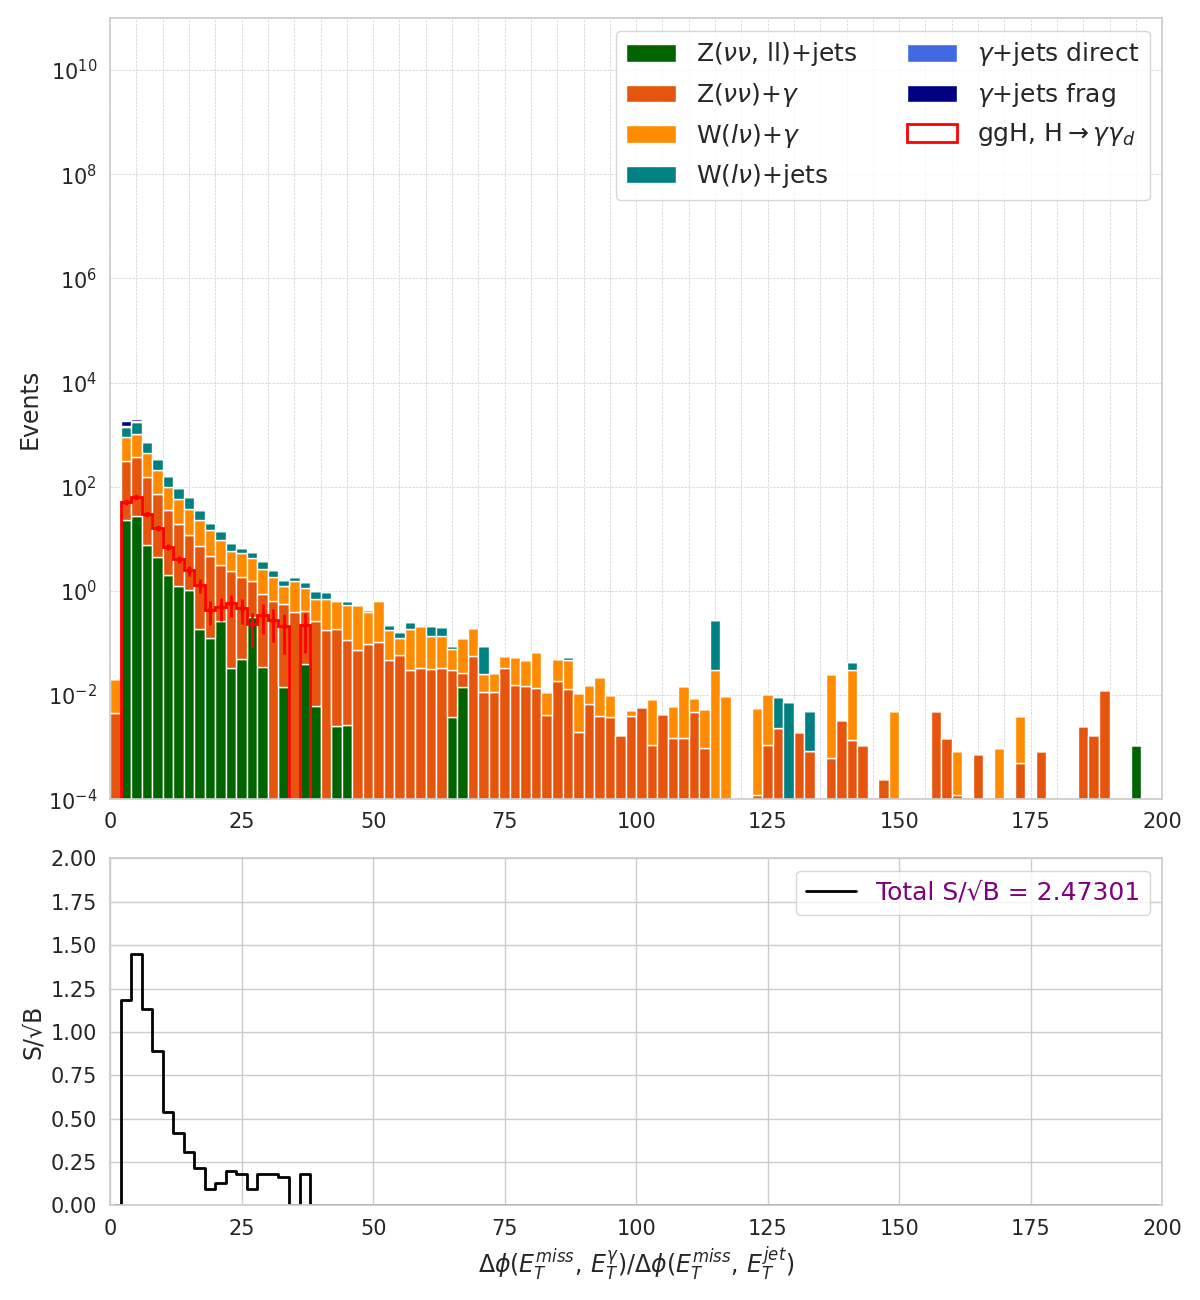 Z(νν, ll)+jets
Z(νν)+γ
W(lν)+γ
W(lν)+jets
γ+jets direct
γ+jets frag
ggH, H→γγ_d
Events
10^10
10^8
10^6
10^4
10^2
10^0
10^−2
10^−4
0 25 50 75 100 125 150 175 200
Total S/√B = 2.47301
S/√B
2.00
1.75
1.50
1.25
1.00
0.75
0.50
0.25
0.00
0 25 50 75 100 125 150 175 200
Δϕ(E_T^miss, E_T^γ)/Δϕ(E_T^miss, E_T^jet)